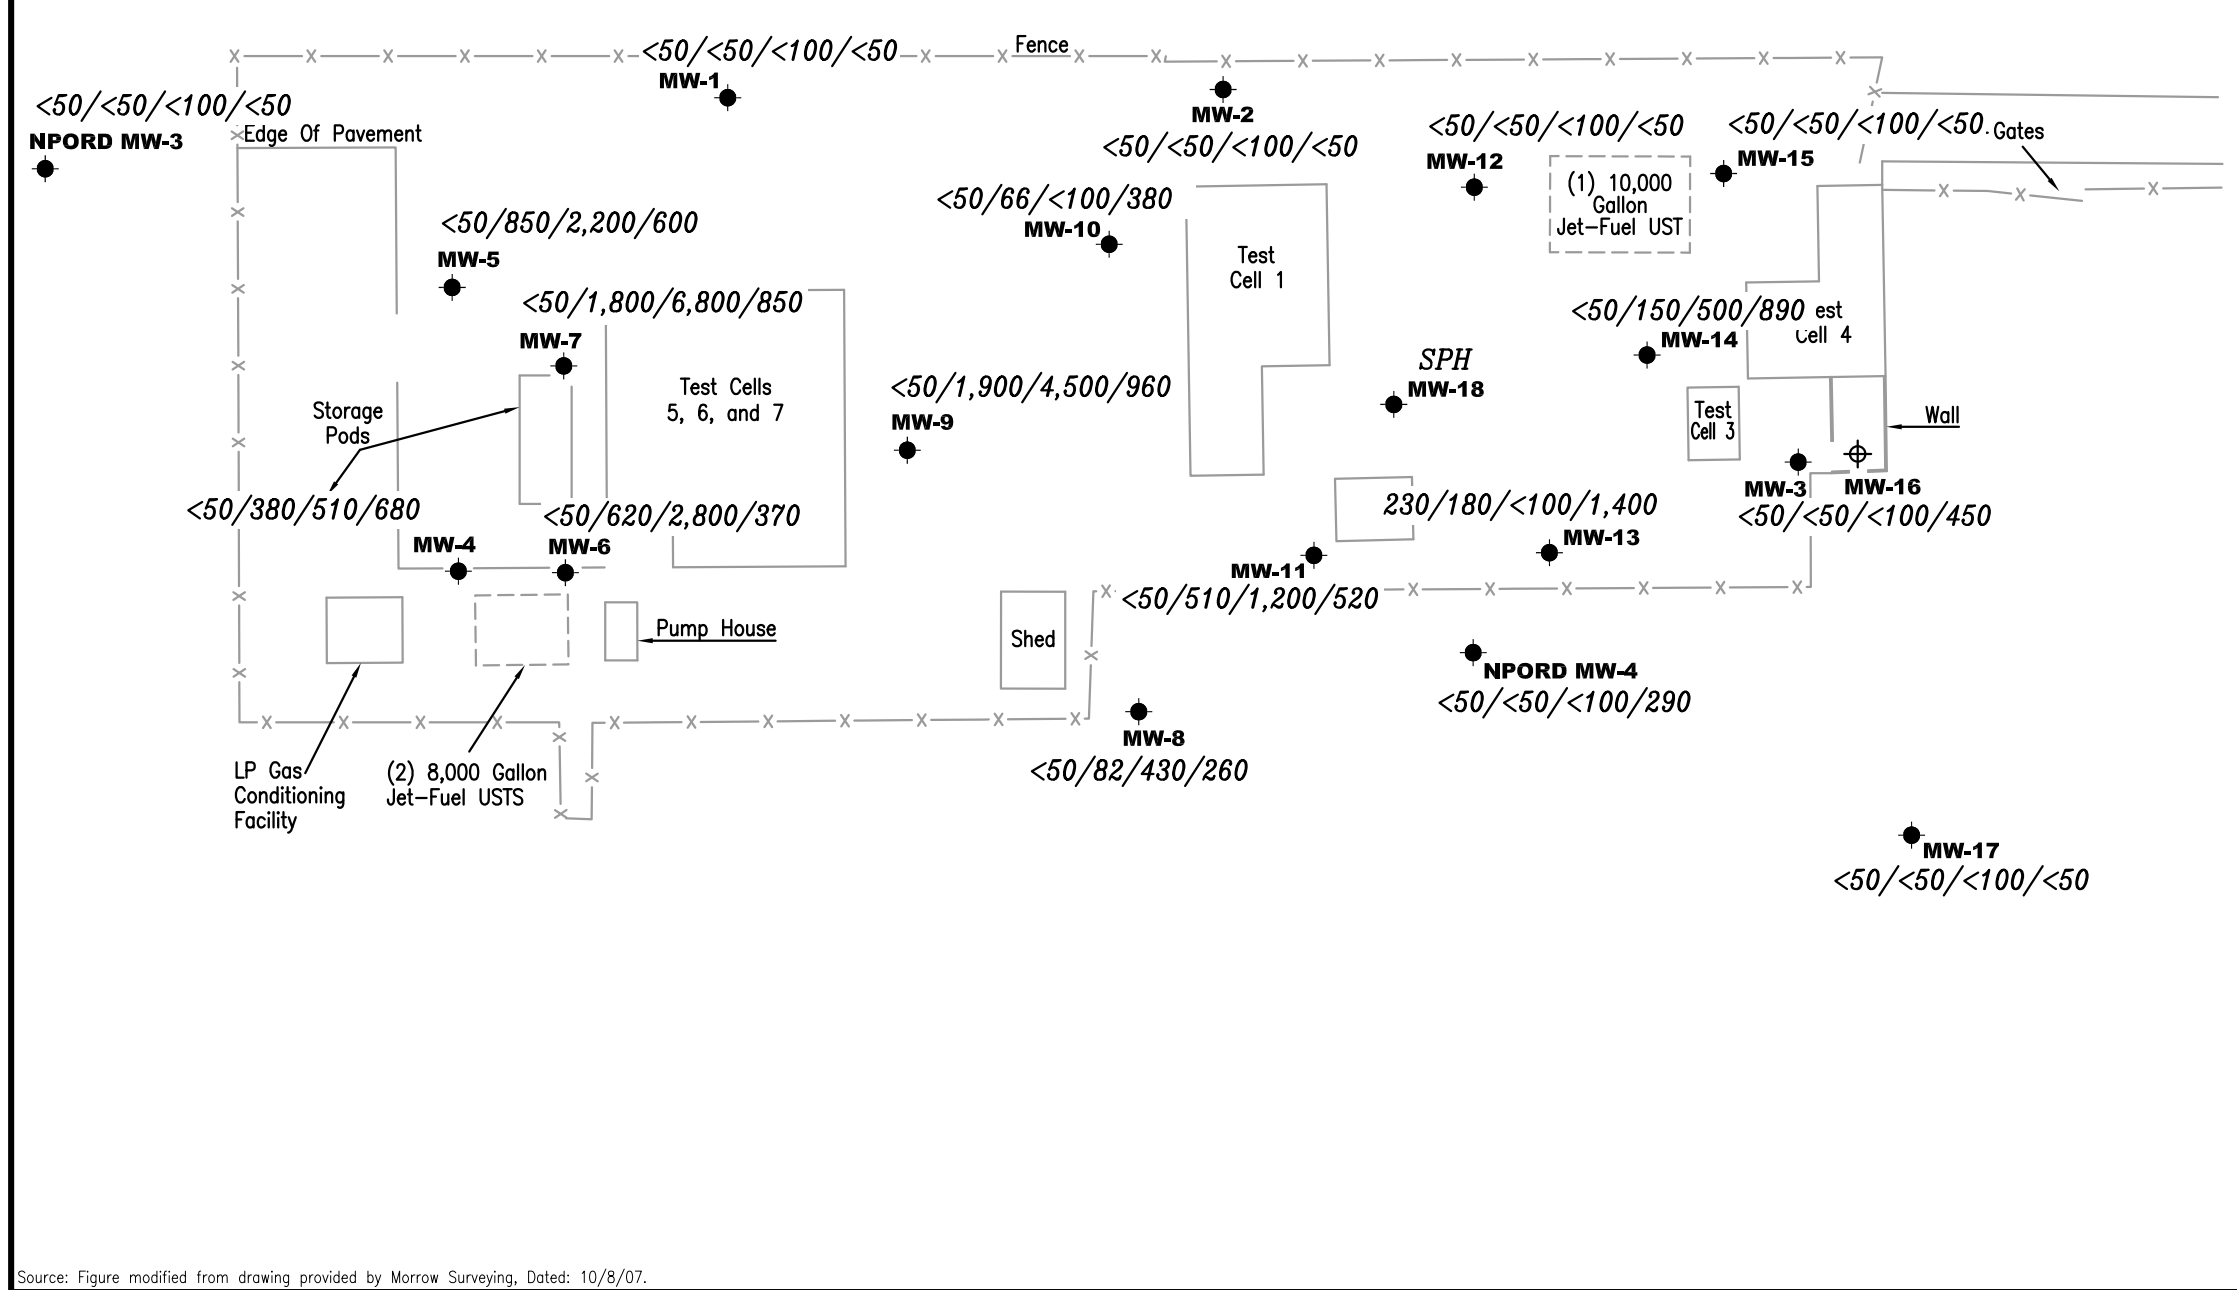 <50/<50/<100/<50
Fence
MW-1
<50/<50/<100/<50
NPORD MW-3
Edge Of Pavement
MW-2
<50/<50/<100/<50
<50/<50/<100/<50
MW-12
<50/<50/<100/<50
Gates
MW-15
(1) 10,000
Gallon
Jet-Fuel UST
<50/66/<100/380
MW-10
<50/850/2,200/600
MW-5
Test
Cell 1
<50/1,800/6,800/850
MW-7
<50/150/500/890
est
Cell 4
MW-14
SPH
MW-18
<50/1,900/4,500/960
MW-9
Test Cells
5, 6, and 7
Storage
Pods
Test
Cell 3
Wall
MW-3
MW-16
<50/<50/<100/450
<50/380/510/680
MW-4
<50/620/2,800/370
MW-6
230/180/<100/1,400
MW-13
MW-11
<50/510/1,200/520
Pump House
Shed
NPORD MW-4
<50/<50/<100/290
MW-8
<50/82/430/260
LP Gas
Conditioning
Facility
(2) 8,000 Gallon
Jet-Fuel USTS
MW-17
<50/<50/<100/<50
Source: Figure modified from drawing provided by Morrow Surveying, Dated: 10/8/07.